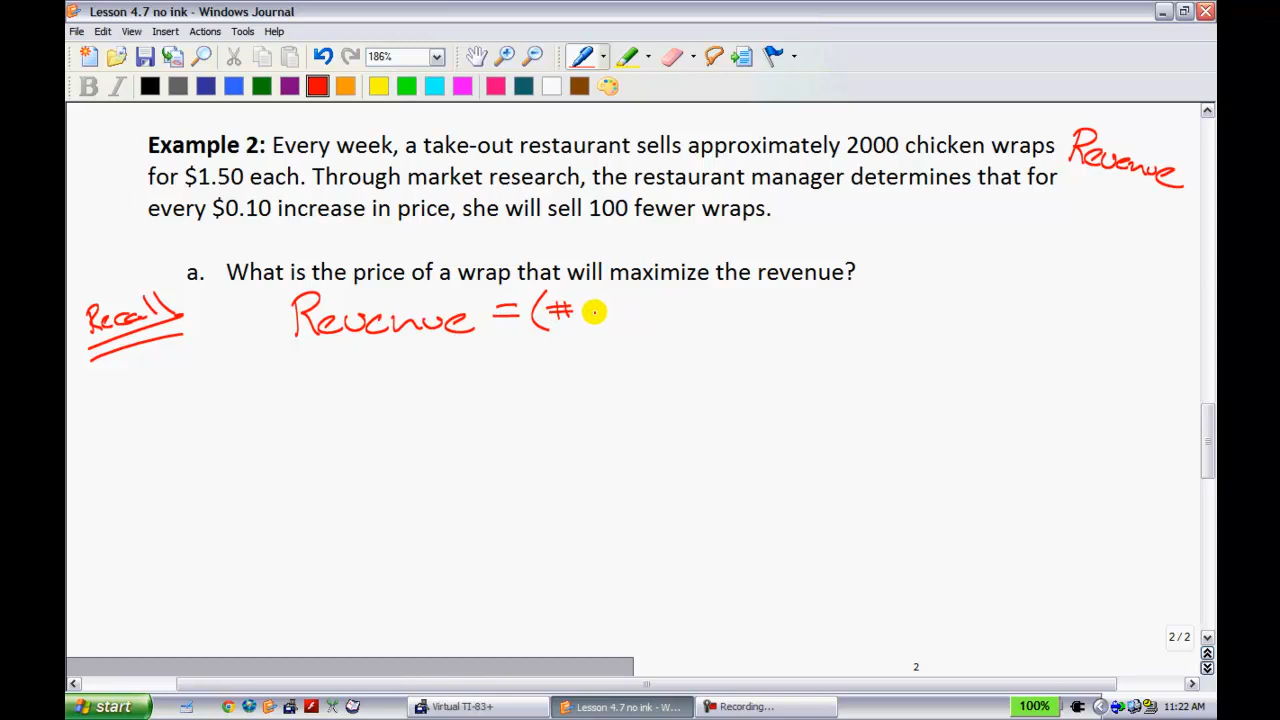 Lesson 4.7 no ink - Windows Journal
File Edit View Insert Actions Tools Help
186%
B I
Example 2: Every week, a take-out restaurant sells approximately 2000 chicken wraps
for $1.50 each. Through market research, the restaurant manager determines that for
every $0.10 increase in price, she will sell 100 fewer wraps.
Revenue
a. What is the price of a wrap that will maximize the revenue?
Recall
Revenue = (#
2/2
2
start Virtual TI-83+ Lesson 4.7 no ink - W... Recording... 100% 11:22 AM